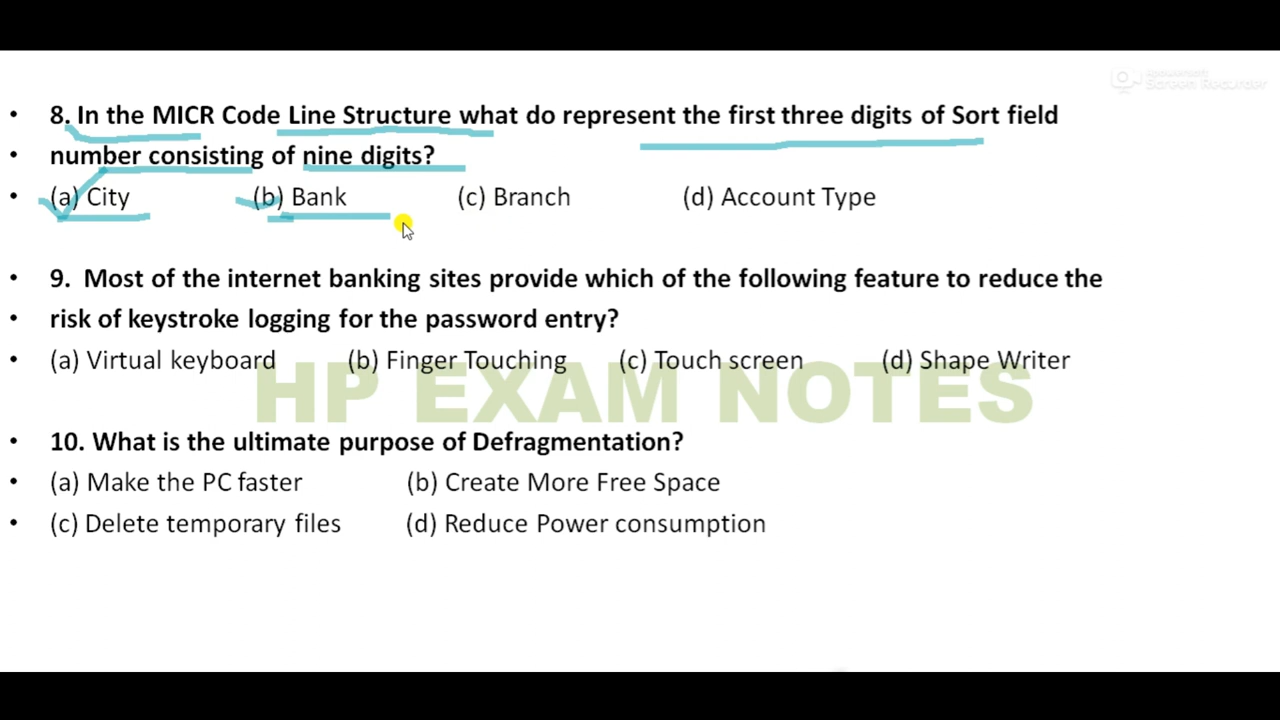 Apowersoft
Screen Recorder
• 8. In the MICR Code Line Structure what do represent the first three digits of Sort field
• number consisting of nine digits?
• (a) City (b) Bank (c) Branch (d) Account Type
• 9. Most of the internet banking sites provide which of the following feature to reduce the
• risk of keystroke logging for the password entry?
• (a) Virtual keyboard (b) Finger Touching (c) Touch screen (d) Shape Writer
HP EXAM NOTES
• 10. What is the ultimate purpose of Defragmentation?
• (a) Make the PC faster (b) Create More Free Space
• (c) Delete temporary files (d) Reduce Power consumption